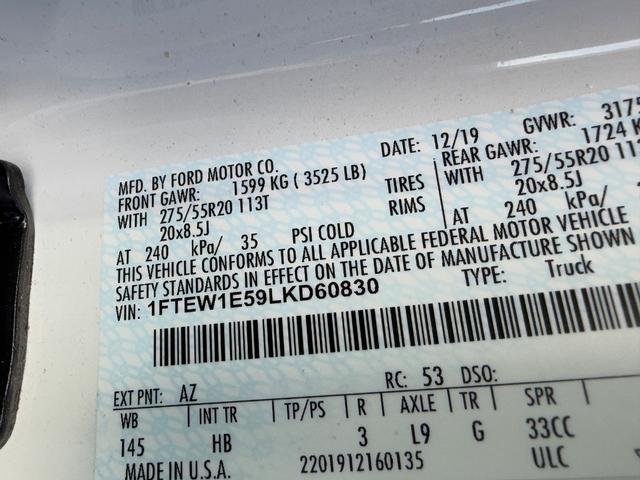 MFD. BY FORD MOTOR CO.
DATE: 12/19 GVWR: 3175
FRONT GAWR: 1599 KG ( 3525 LB)
REAR GAWR: 1724 K
WITH 275/55R20 113T TIRES WITH 275/55R20 11
20x8.5J RIMS 20x8.5J
AT 240 kPa/ 35 PSI COLD AT 240 kPa/
THIS VEHICLE CONFORMS TO ALL APPLICABLE FEDERAL MOTOR VEHICLE
SAFETY STANDARDS IN EFFECT ON THE DATE OF MANUFACTURE SHOWN
VIN: 1FTEW1E59LKD60830 TYPE: Truck
EXT PNT: AZ RC: 53 DSO:
WB INT TR TP/PS R AXLE TR SPR
145 HB 3 L9 G 33CC
MADE IN U.S.A. 2201912160135 ULC